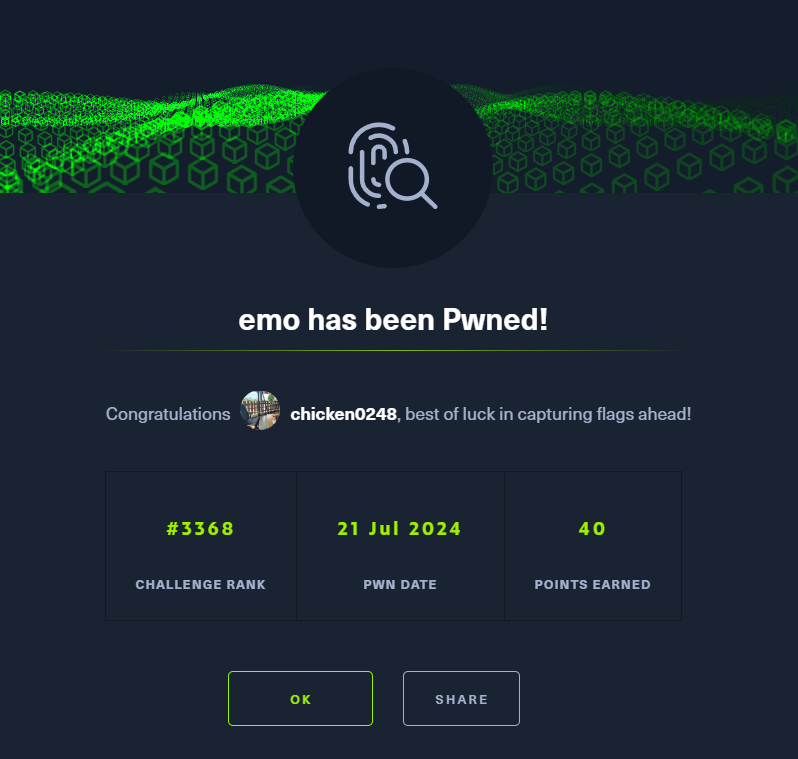 emo has been Pwned!
Congratulations chicken0248, best of luck in capturing flags ahead!
#3368 21 Jul 2024 40
CHALLENGE RANK PWN DATE POINTS EARNED
OK SHARE